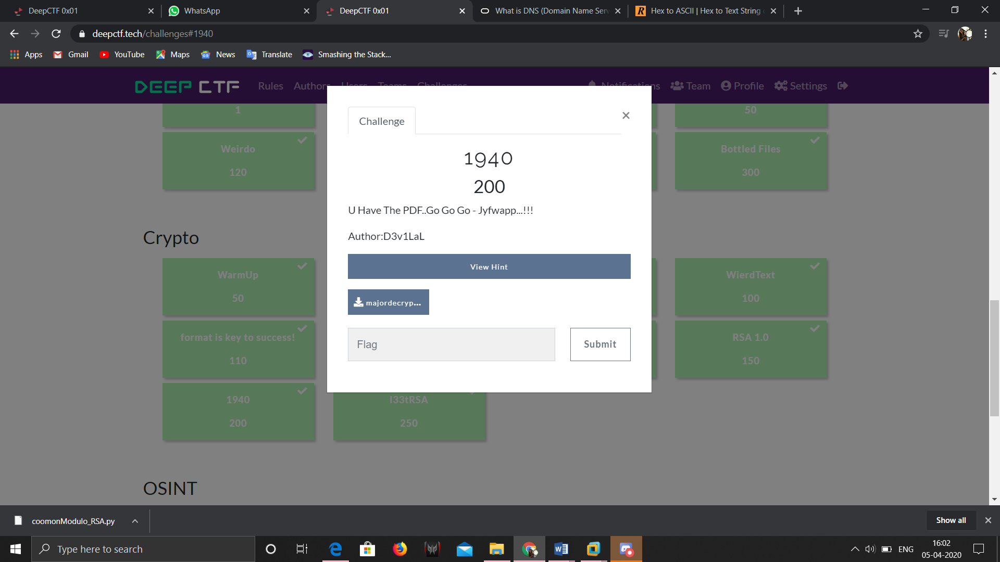 DeepCTF 0x01
WhatsApp
DeepCTF 0x01
What is DNS (Domain Name Serv
Hex to ASCII | Hex to Text String
deepctf.tech/challenges#1940
Apps
Gmail
YouTube
Maps
News
Translate
Smashing the Stack...
DEEP CTF
Rules
Authors
Users
Teams
Challenges
Notifications
Team
Profile
Settings
1
50
Weirdo
120
Bottled Files
300
Challenge
×
1940
200
U Have The PDF..Go Go Go - Jyfwapp...!!!
Author:D3v1LaL
View Hint
majordecryp...
Flag
Submit
Crypto
WarmUp
50
WierdText
100
format is key to success!
110
RSA 1.0
150
1940
200
l33tRSA
250
OSINT
coomonModulo_RSA.py
Show all
Type here to search
ENG
16:02
05-04-2020